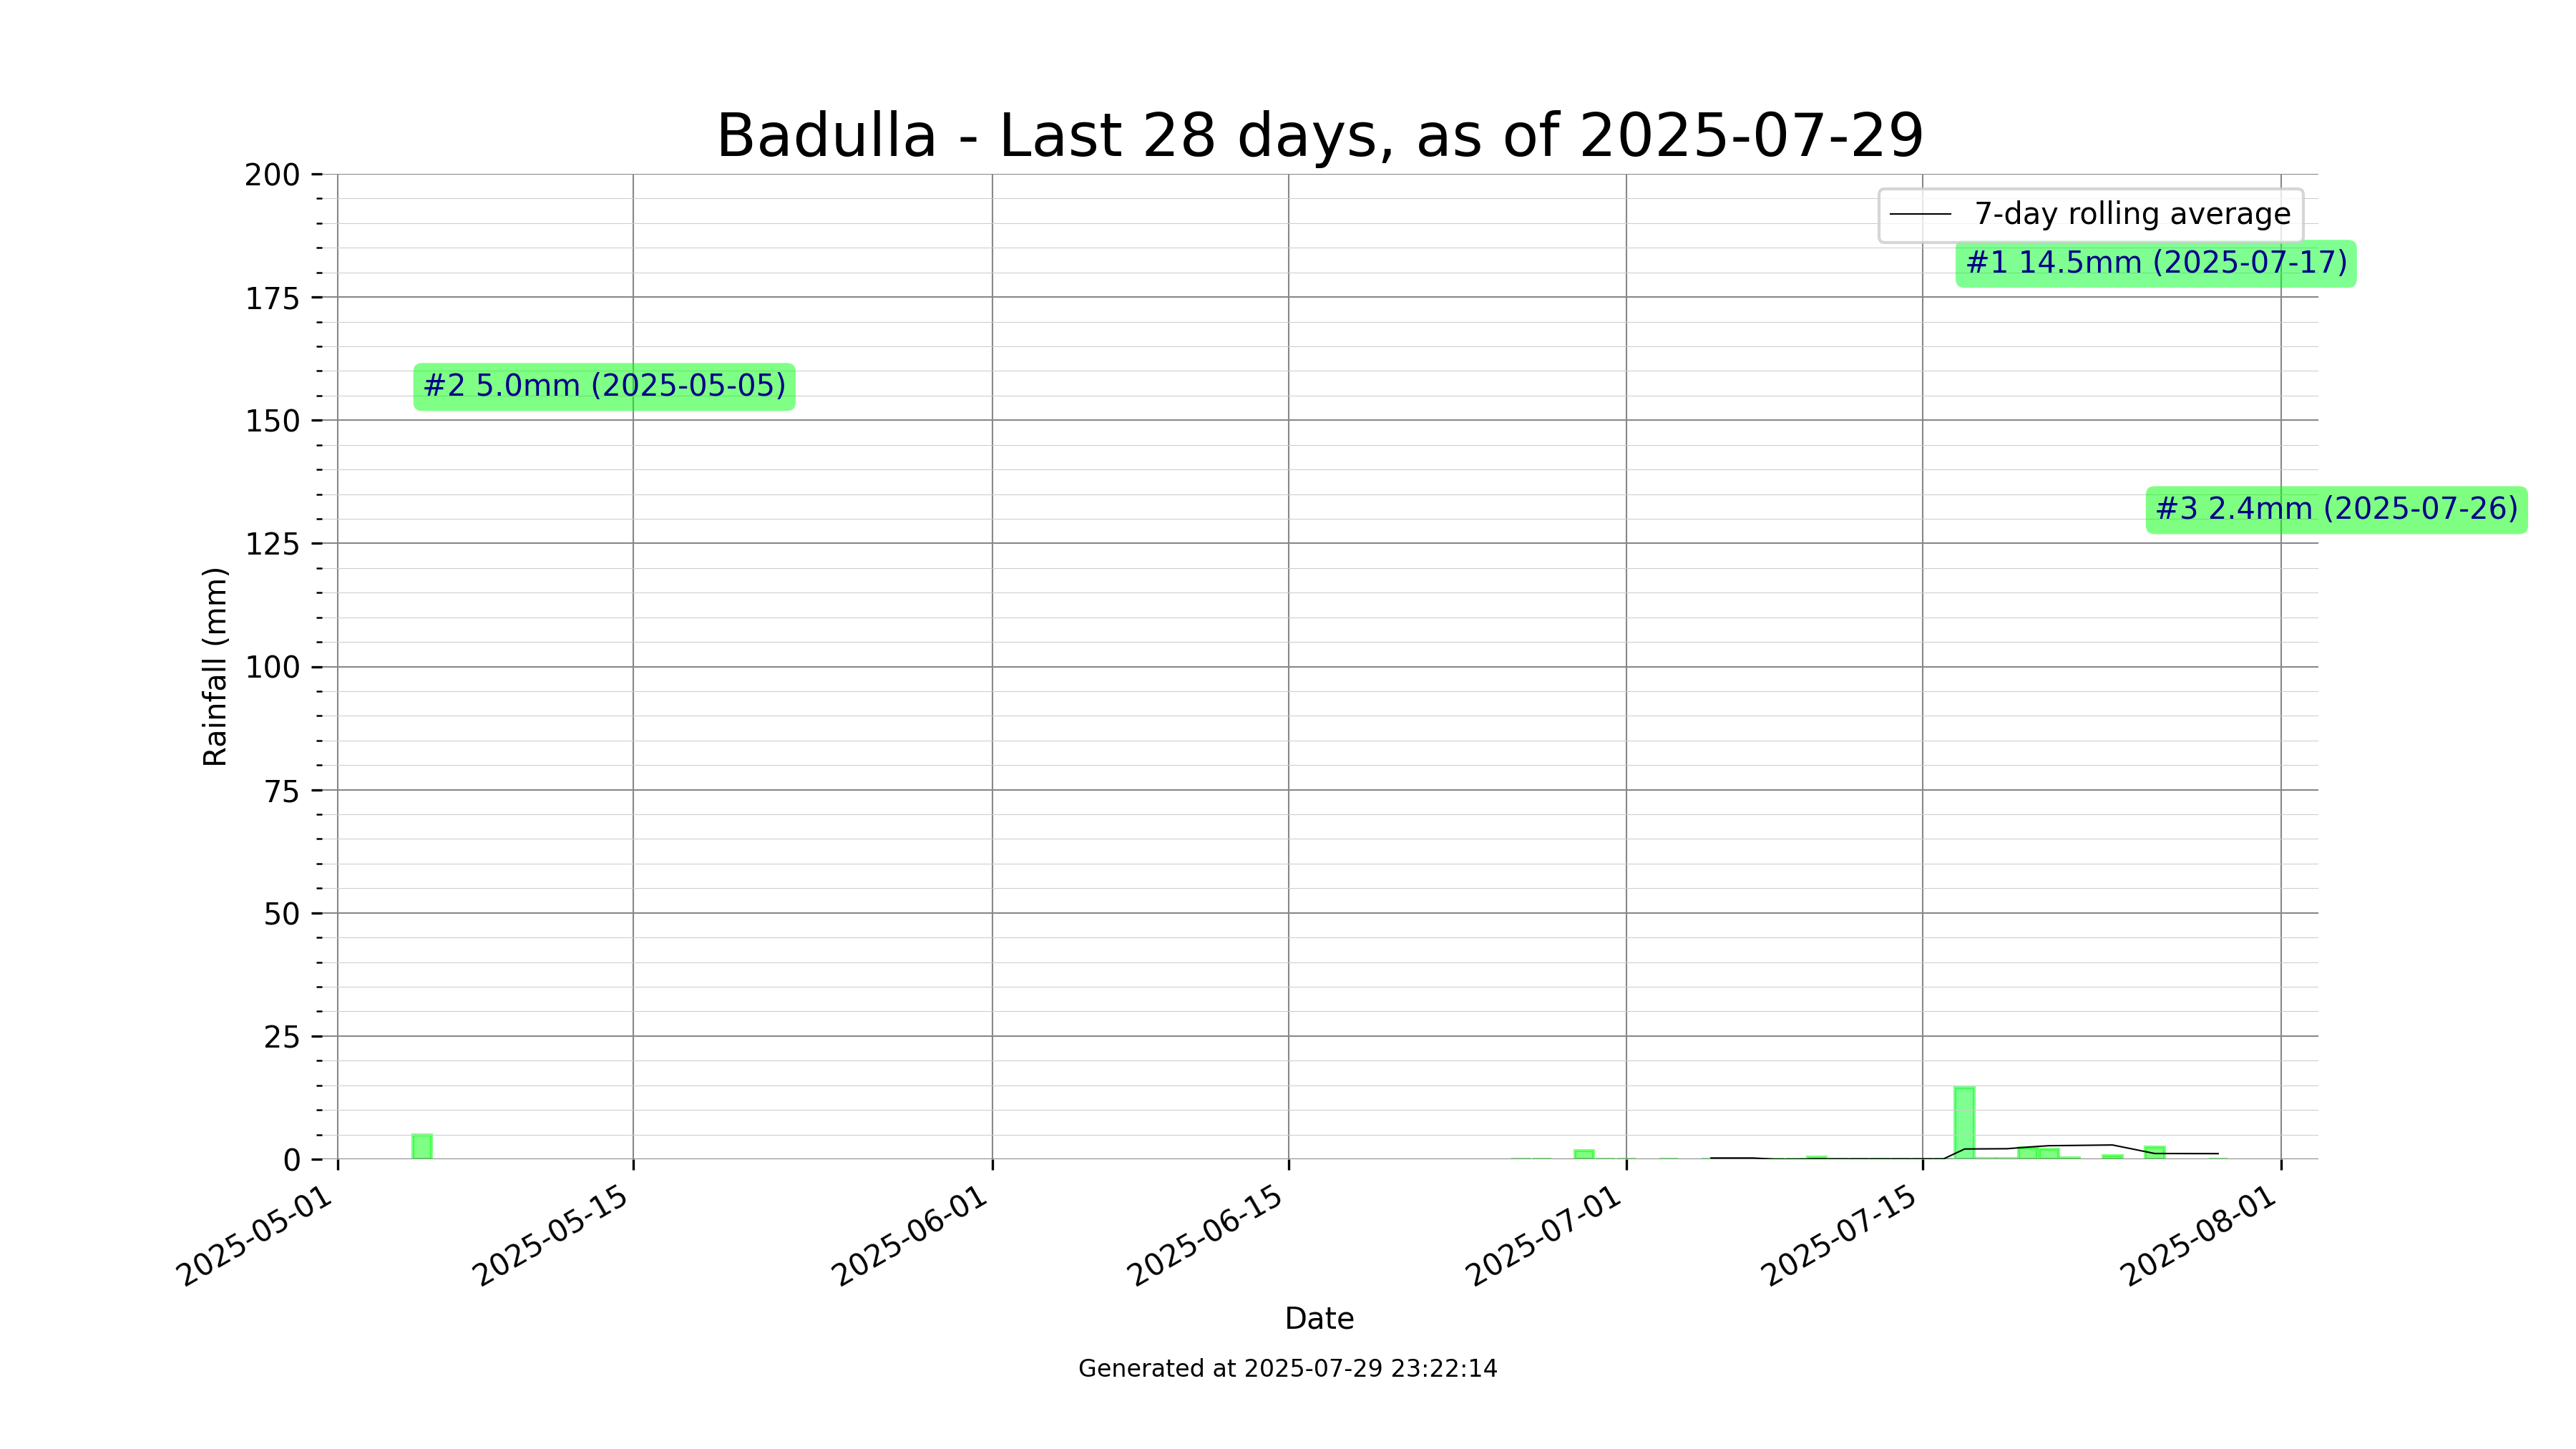 Badulla - Last 28 days, as of 2025-07-29
200
175
150
125
100
75
50
25
0
Rainfall (mm)
7-day rolling average
#1 14.5mm (2025-07-17)
#2 5.0mm (2025-05-05)
#3 2.4mm (2025-07-26)
2025-05-01
2025-05-15
2025-06-01
2025-06-15
2025-07-01
2025-07-15
2025-08-01
Date
Generated at 2025-07-29 23:22:14